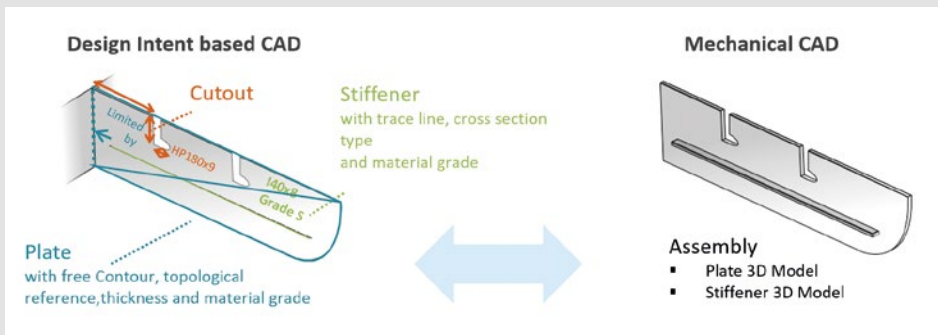 Design Intent based CAD
Mechanical CAD
Cutout
Limited
by
HP180x9
Stiffener
with trace line, cross section
type
and material grade
I40x8
Grade S
Plate
with free Contour, topological
reference,thickness and material grade
Assembly
▪ Plate 3D Model
▪ Stiffener 3D Model